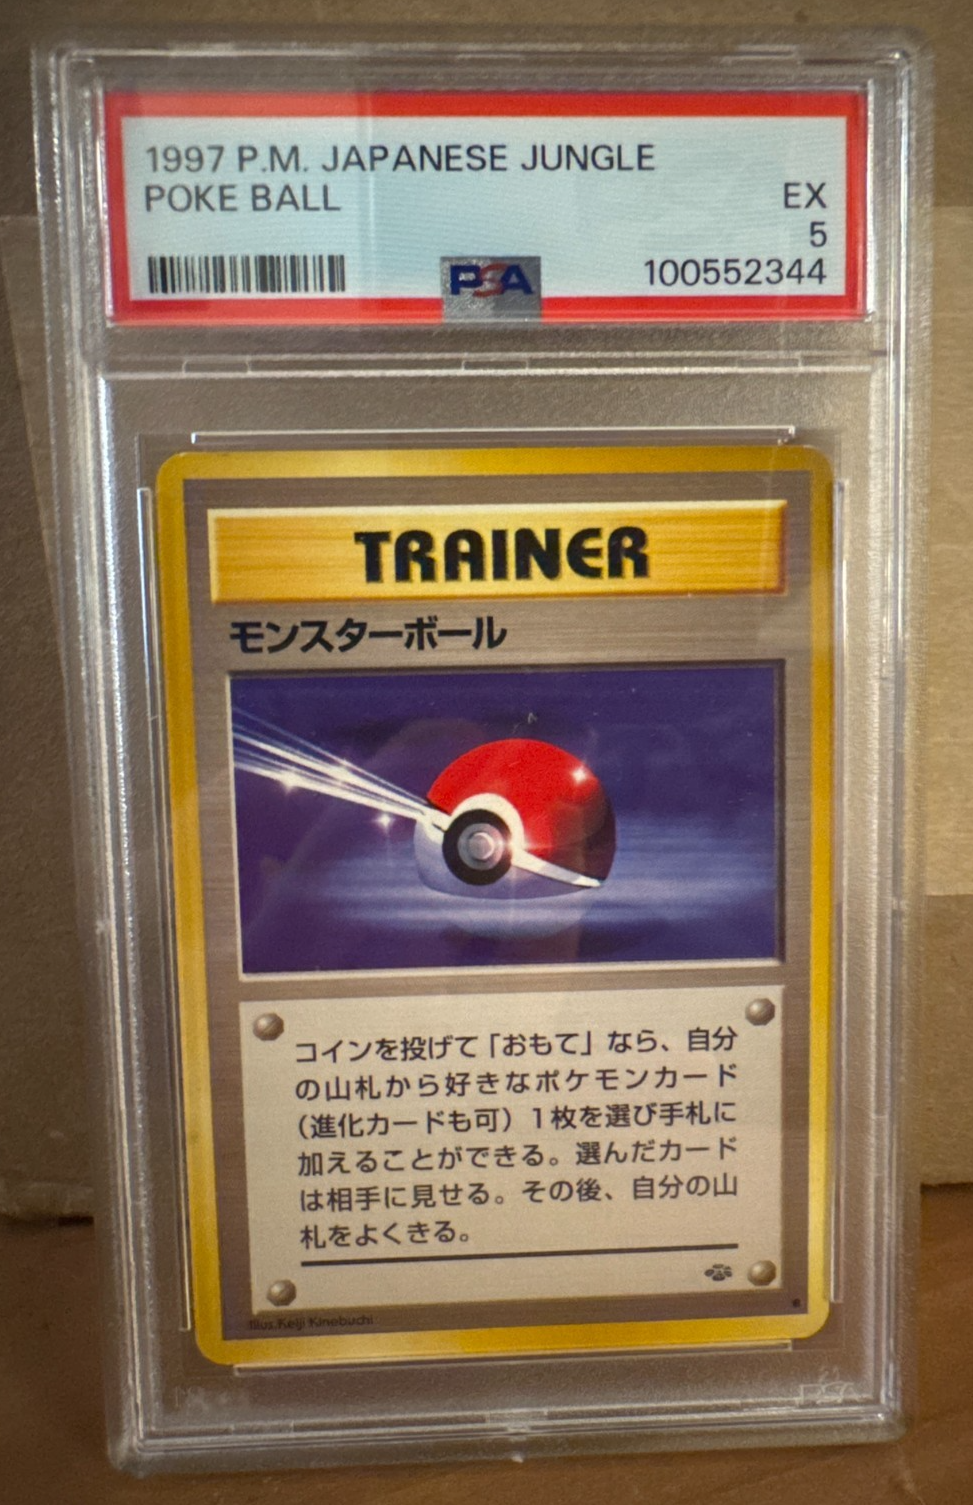 1997 P.M. JAPANESE JUNGLE
POKE BALL
EX
5
PSA
100552344
TRAINER
モンスターボール
コインを投げて「おもて」なら、自分
の山札から好きなポケモンカード
(進化カードも可)1枚を選び手札に
加えることができる。選んだカード
は相手に見せる。その後、自分の山
札をよくきる。
Illus.Keiji Kinebuchi